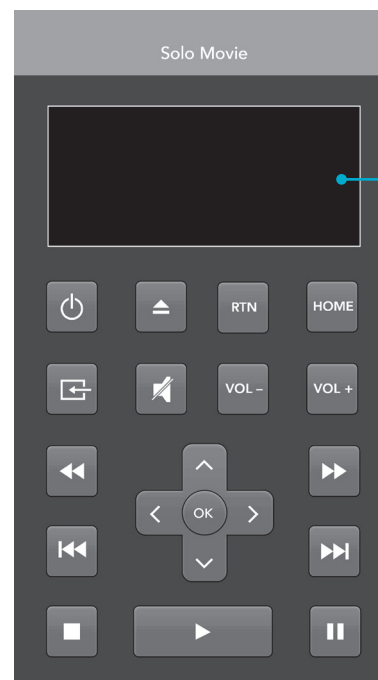 Solo Movie
RTN
HOME
VOL –
VOL +
OK